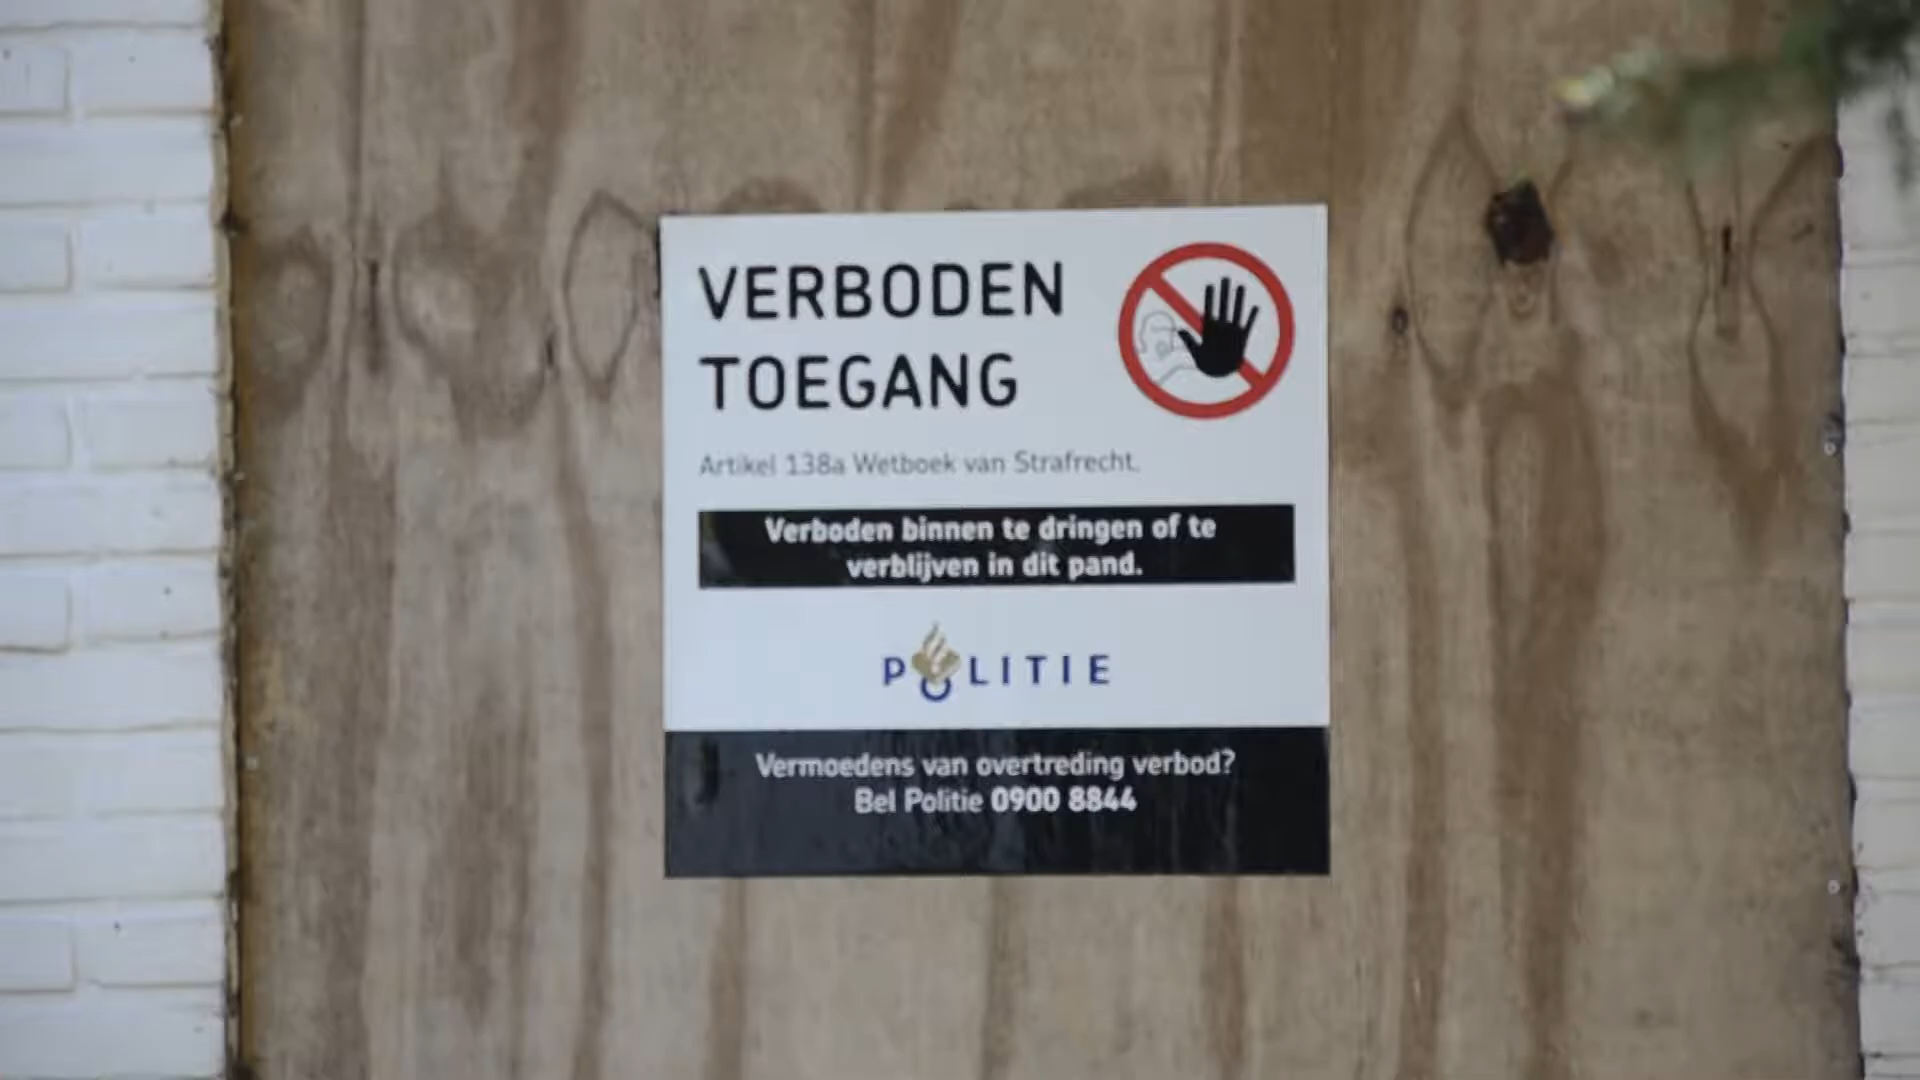 VERBODEN
TOEGANG
Artikel 138a Wetboek van Strafrecht.
Verboden binnen te dringen of te
verblijven in dit pand.
POLITIE
Vermoedens van overtreding verbod?
Bel Politie 0900 8844